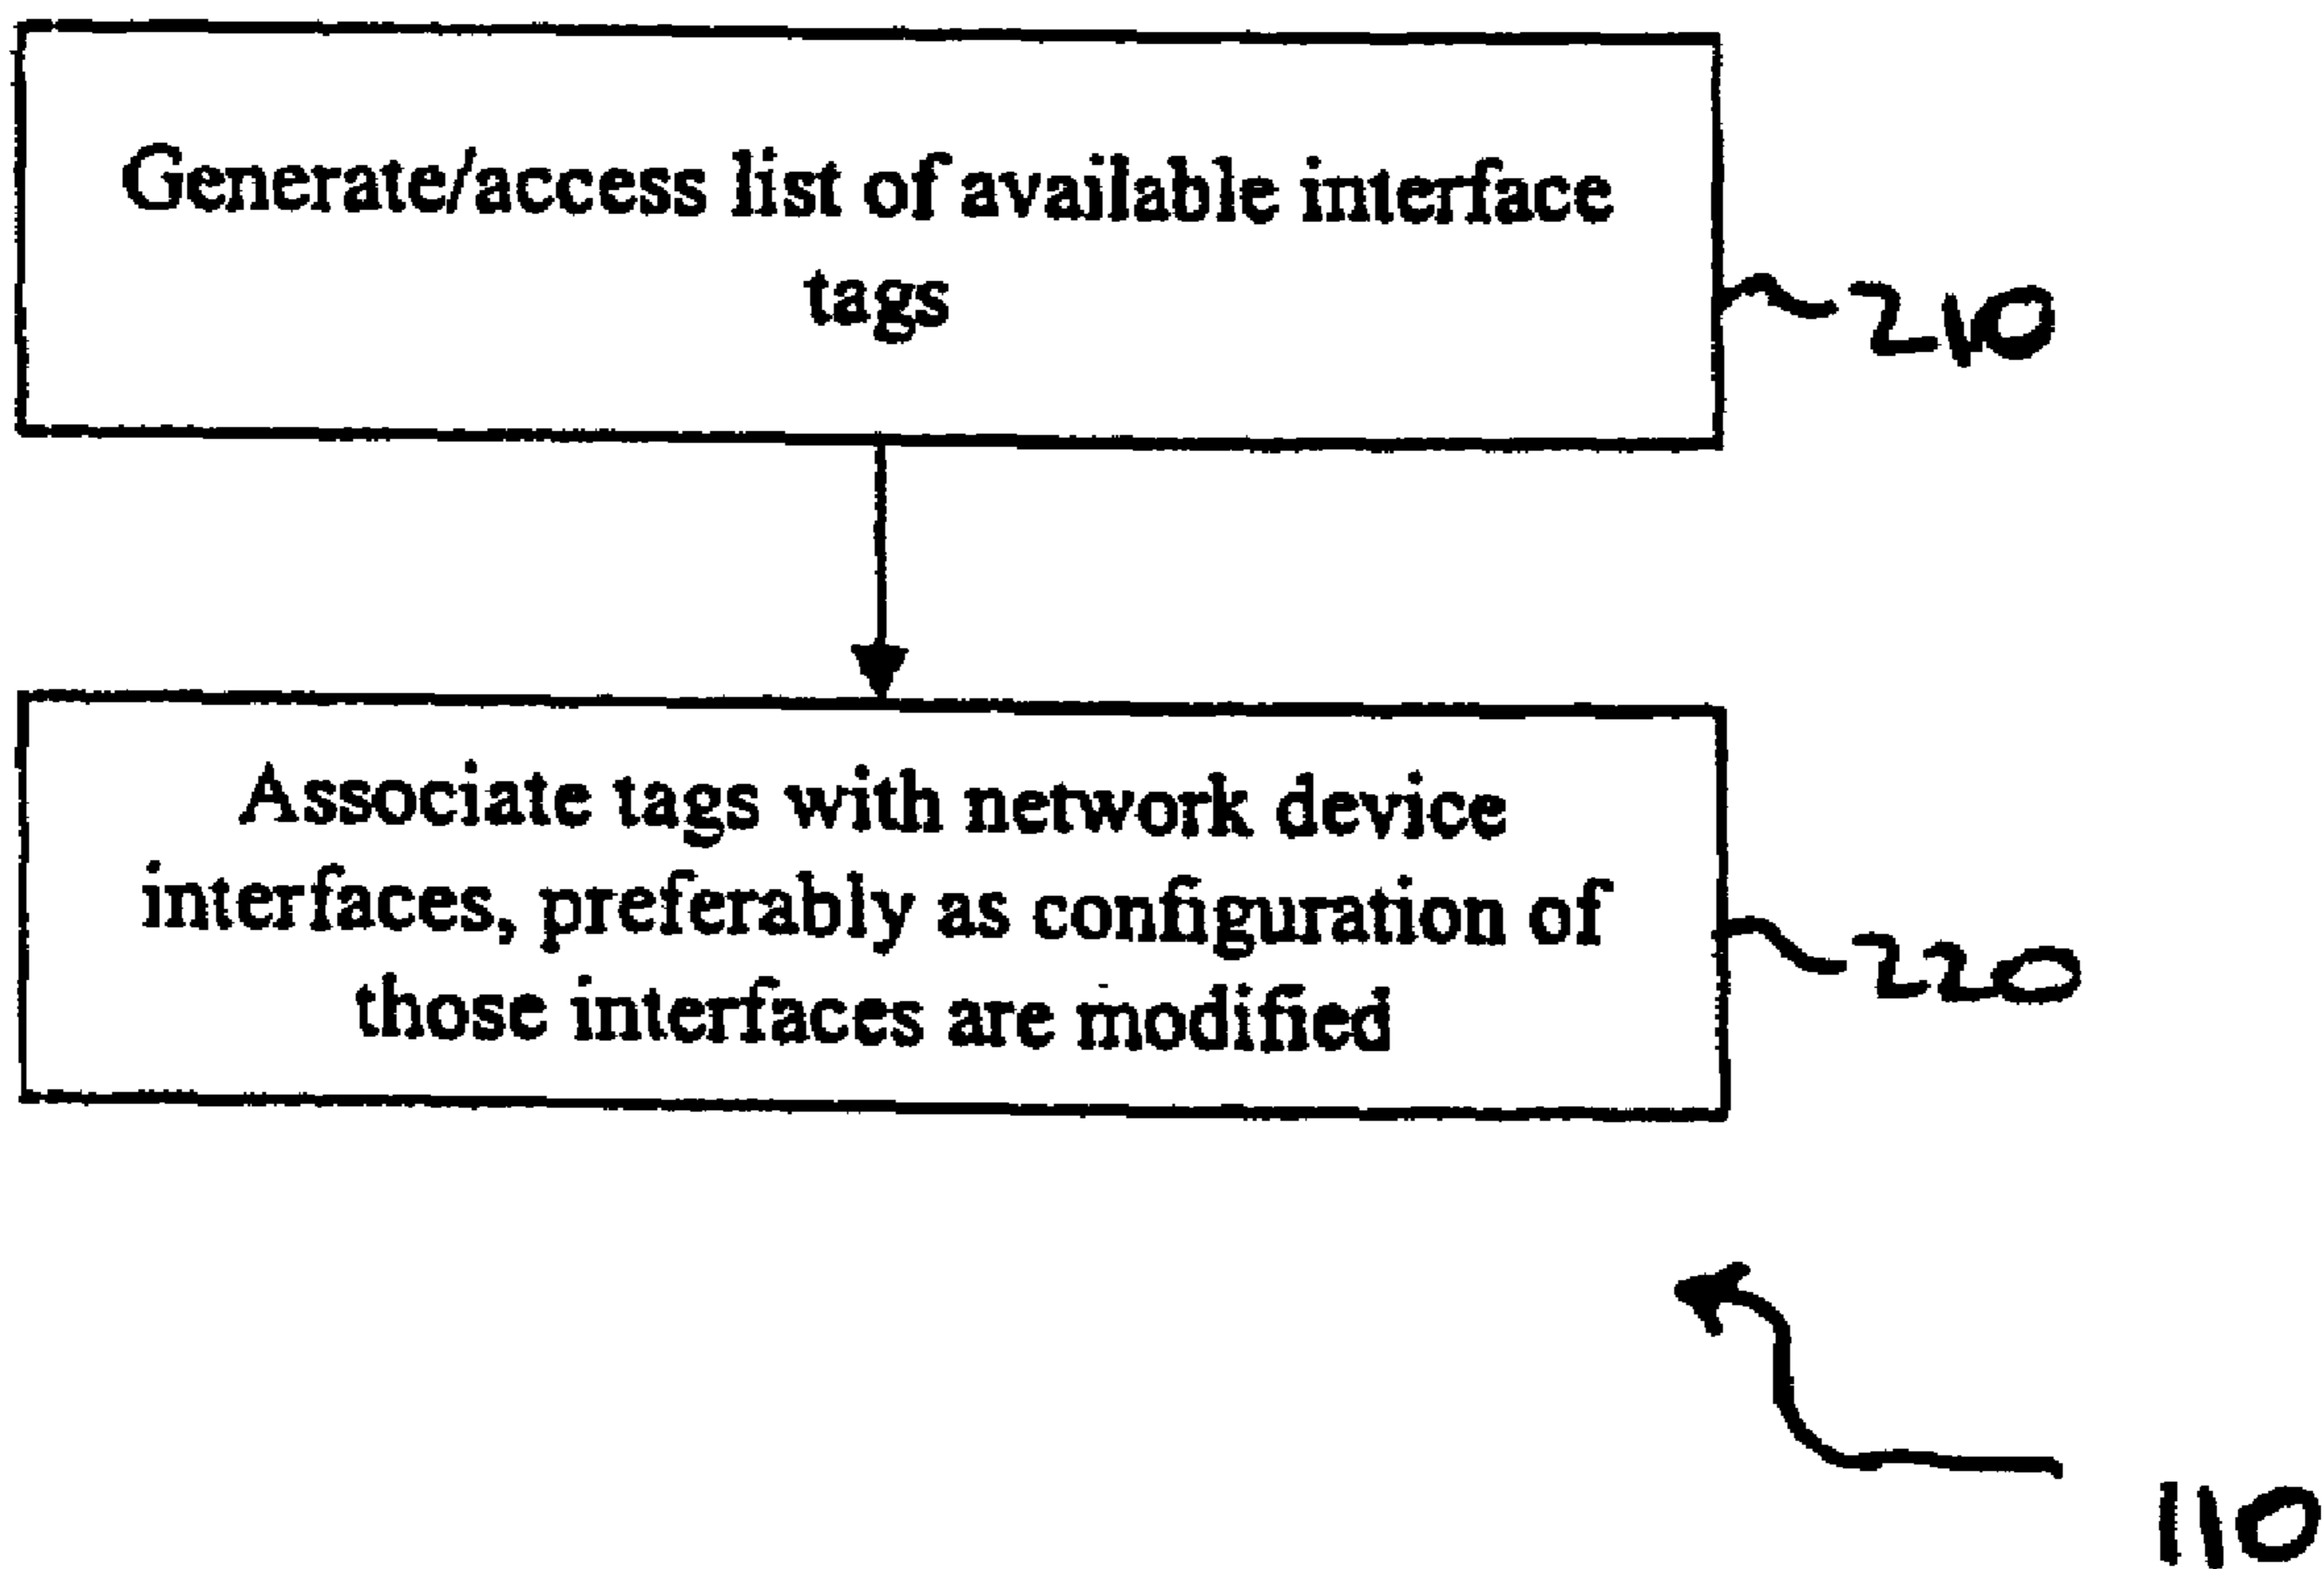 Generate/access list of available interface
tags
210
Associate tags with network device
interfaces, preferably as configuration of
those interfaces are modified
220
110